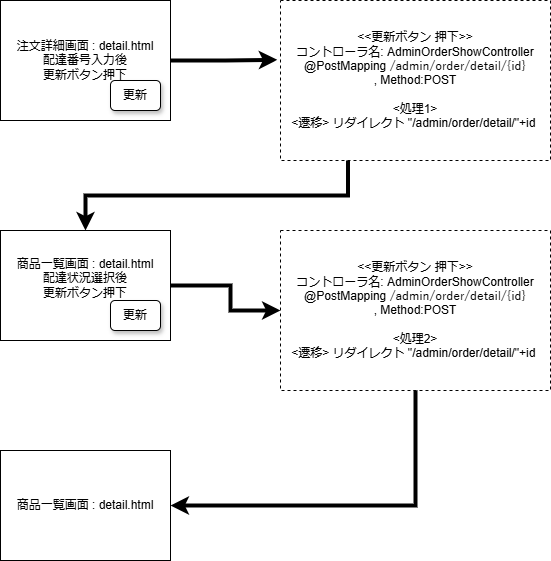 注文詳細画面 : detail.html
配達番号入力後
更新ボタン押下
更新
<<更新ボタン 押下>>
コントローラ名: AdminOrderShowController
@PostMapping /admin/order/detail/{id}
, Method:POST
<処理1>
<遷移> リダイレクト "/admin/order/detail/"+id
商品一覧画面 : detail.html
配達状況選択後
更新ボタン押下
更新
<<更新ボタン 押下>>
コントローラ名: AdminOrderShowController
@PostMapping /admin/order/detail/{id}
, Method:POST
<処理2>
<遷移> リダイレクト "/admin/order/detail/"+id
商品一覧画面 : detail.html